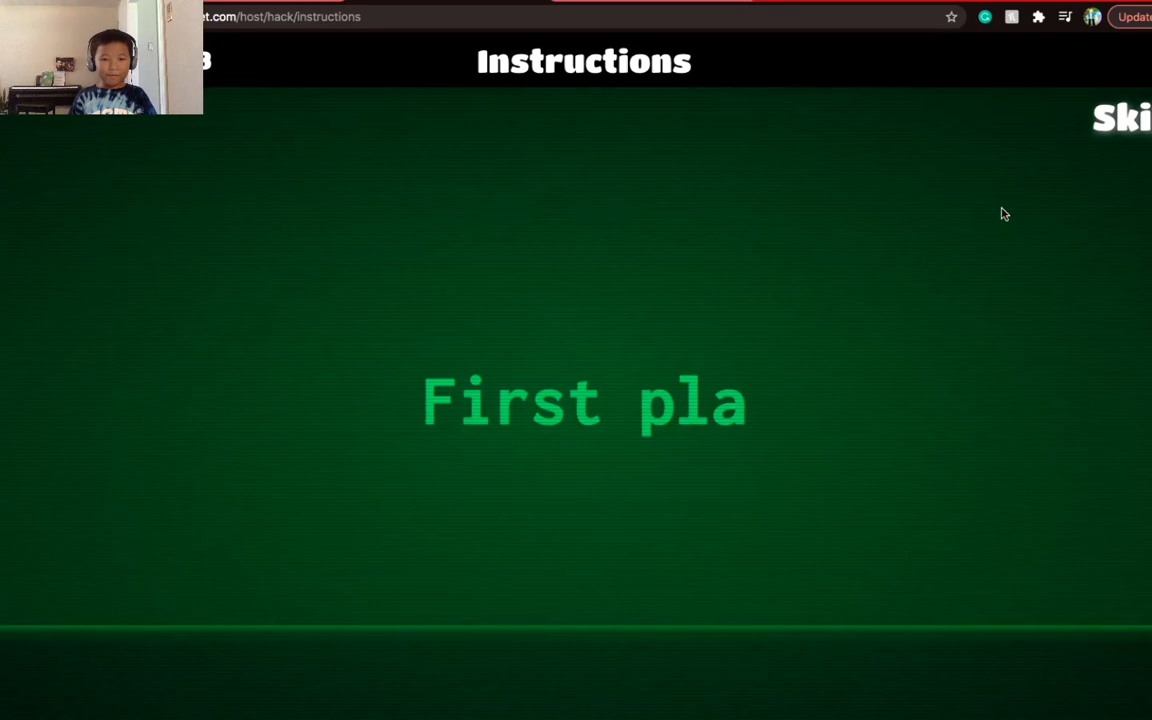 et.com/host/hack/instructions
Update
Instructions
Ski
First pla